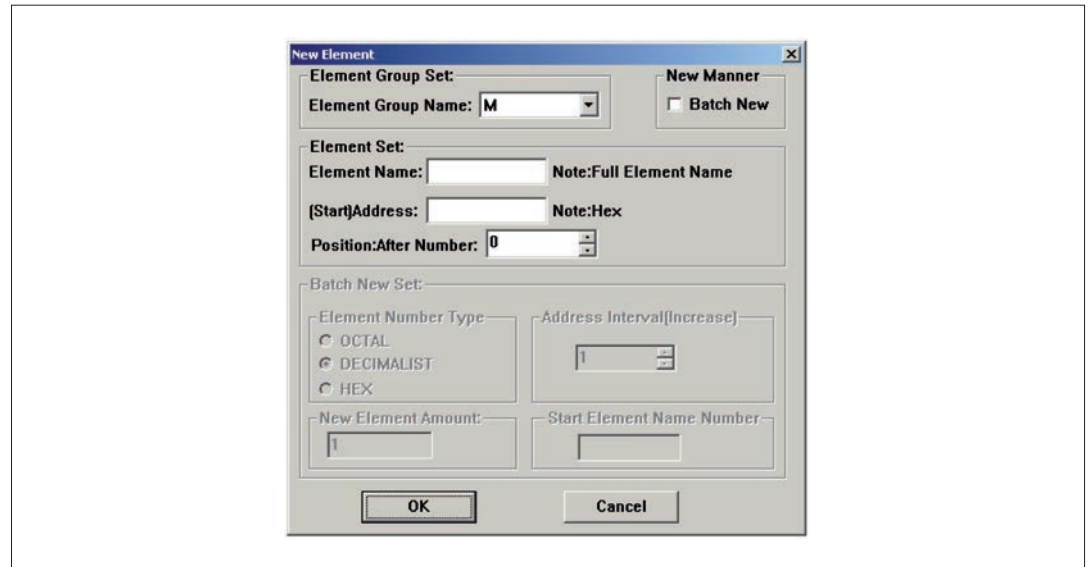 New Element
Element Group Set:
New Manner
Element Group Name: M
Batch New
Element Set:
Element Name:
Note:Full Element Name
(Start)Address:
Note:Hex
Position:After Number: 0
Batch New Set:
Element Number Type
Address Interval(Increase)
OCTAL
1
DECIMALIST
HEX
New Element Amount:
Start Element Name Number
1
OK
Cancel